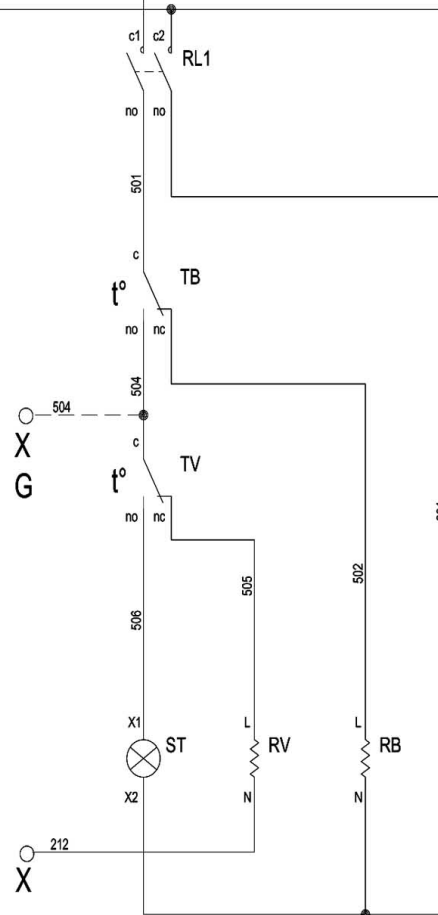 c1 c2
RL1
no no
501
c
TB
t°
no nc
504
504
X
G
c
TV
t°
no nc
506
505
502
X1 L L
ST RV RB
X2 N N
212
X